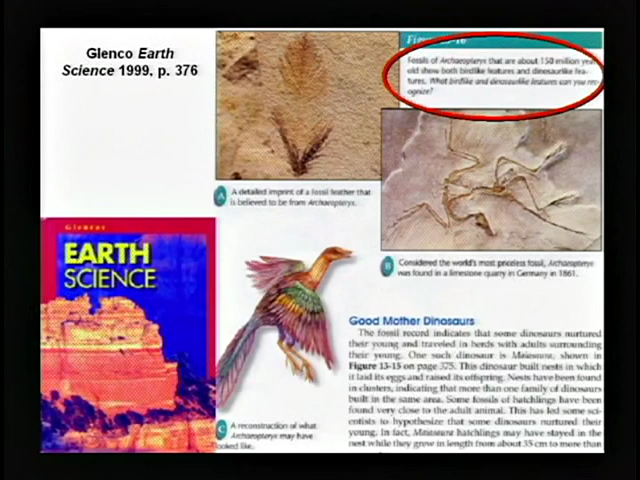 Glenco Earth
Science 1999, p. 376
Figure 13-16
Fossils of Archaeopteryx that are about 150 million year
old show both birdlike features and dinosaurlike fea-
tures. What birdlike and dinosaurlike features can you rec-
ognize?
A
A detailed imprint of a fossil feather that
is believed to be from Archaeopteryx.
B
Considered the world's most priceless fossil, Archaeopteryx
was found in a limestone quarry in Germany in 1861.
Glencoe
EARTH
SCIENCE
C
A reconstruction of what
Archaeopteryx may have
looked like.
Good Mother Dinosaurs
The fossil record indicates that some dinosaurs nurtured
their young and traveled in herds with adults surrounding
their young. One such dinosaur is Maiasaura, shown in
Figure 13-15 on page 375. This dinosaur built nests in which
it laid its eggs and raised its offspring. Nests have been found
in clusters, indicating that more than one family of dinosaurs
built in the same area. Some fossils of hatchlings have been
found very close to the adult animal. This has led some sci-
entists to hypothesize that some dinosaurs nurtured their
young. In fact, Maiasaura hatchlings may have stayed in the
nest while they grew in length from about 35 cm to more than